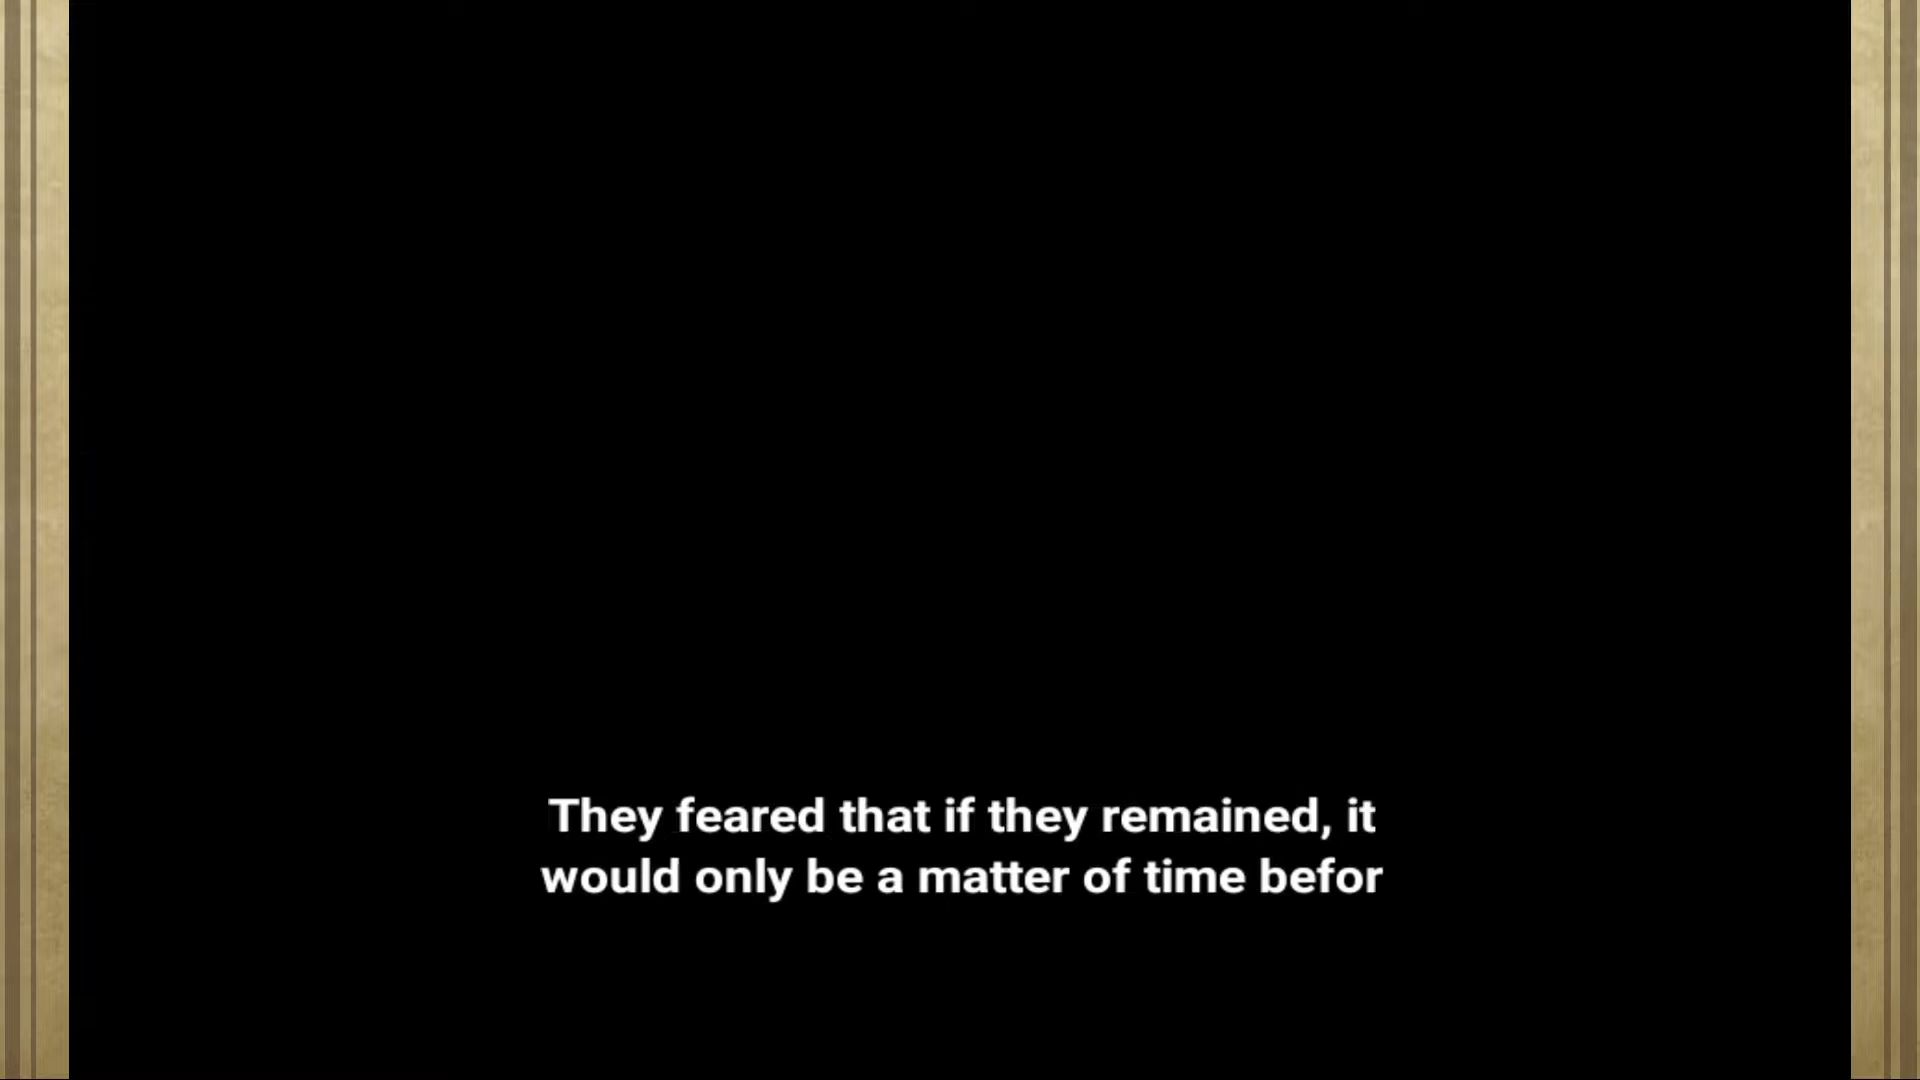 They feared that if they remained, it
would only be a matter of time befor